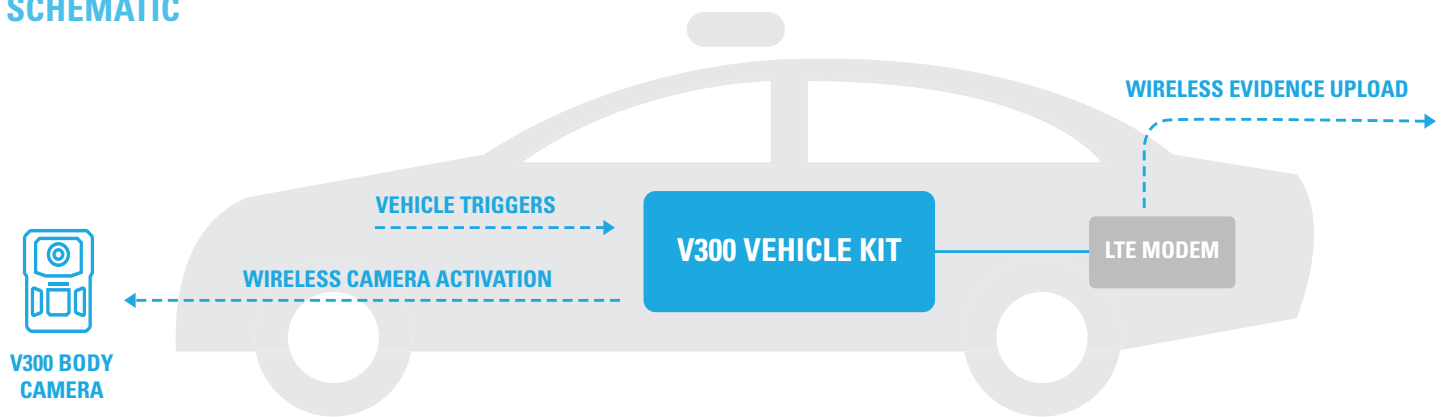 SCHEMATIC
WIRELESS EVIDENCE UPLOAD
VEHICLE TRIGGERS
V300 VEHICLE KIT
LTE MODEM
WIRELESS CAMERA ACTIVATION
V300 BODY
CAMERA